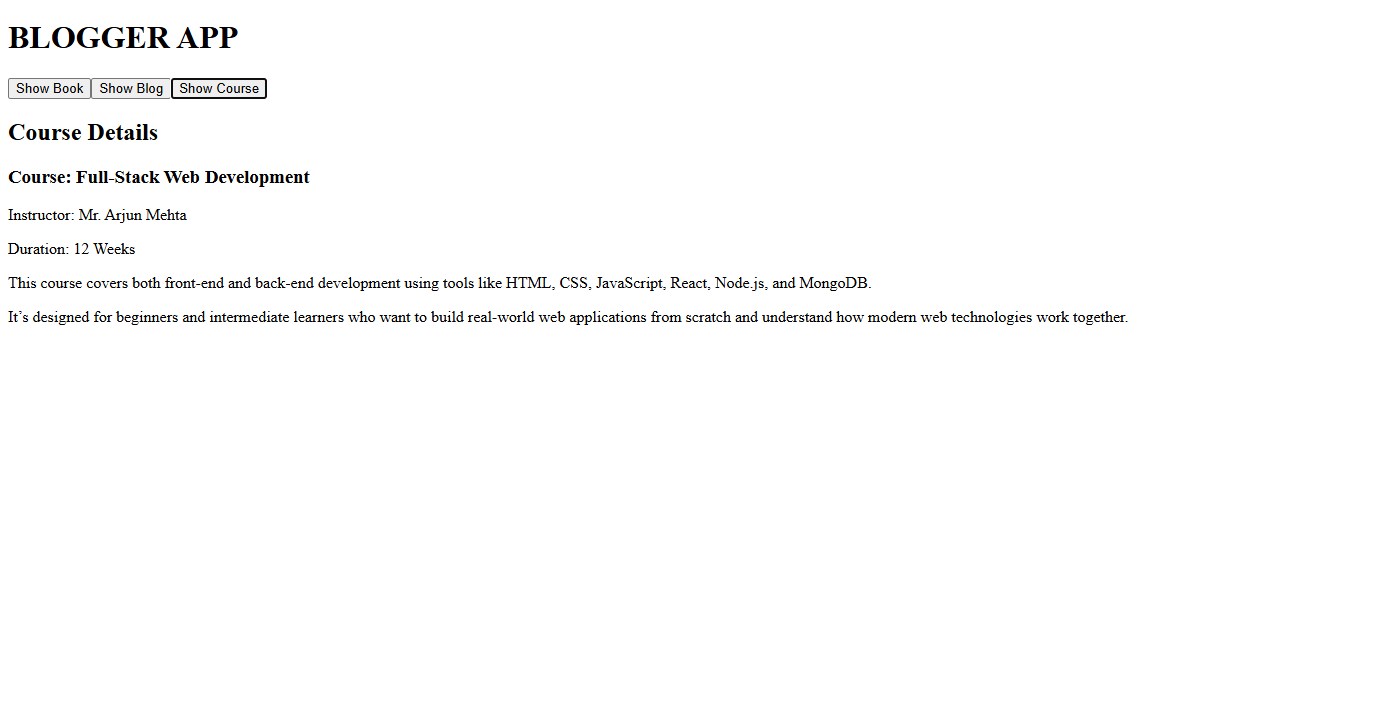 BLOGGER APP
Show Book Show Blog Show Course
Course Details
Course: Full-Stack Web Development
Instructor: Mr. Arjun Mehta
Duration: 12 Weeks
This course covers both front-end and back-end development using tools like HTML, CSS, JavaScript, React, Node.js, and MongoDB.
It’s designed for beginners and intermediate learners who want to build real-world web applications from scratch and understand how modern web technologies work together.